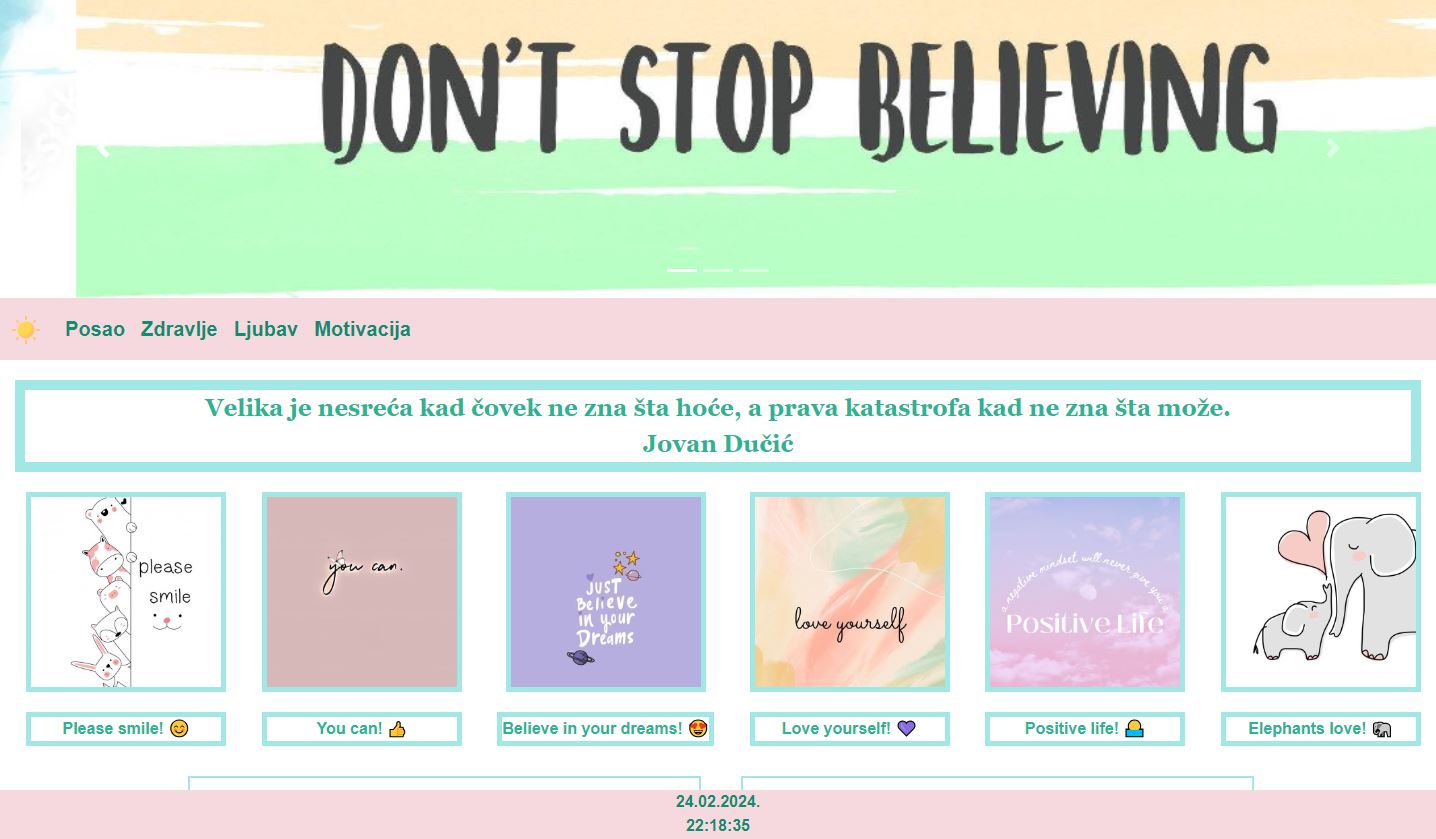 DON'T STOP BELIEVING
Posao Zdravlje Ljubav Motivacija
Velika je nesreća kad čovek ne zna šta hoće, a prava katastrofa kad ne zna šta može.
Jovan Dučić
please
smile
you can.
JUST
Believe
in your
Dreams
love yourself
a negative mindset will never give you a
Positive Life
Please smile! 😊
You can! 👍
Believe in your dreams! 😍
Love yourself! 💜
Positive life!
Elephants love! 🐘
24.02.2024.
22:18:35